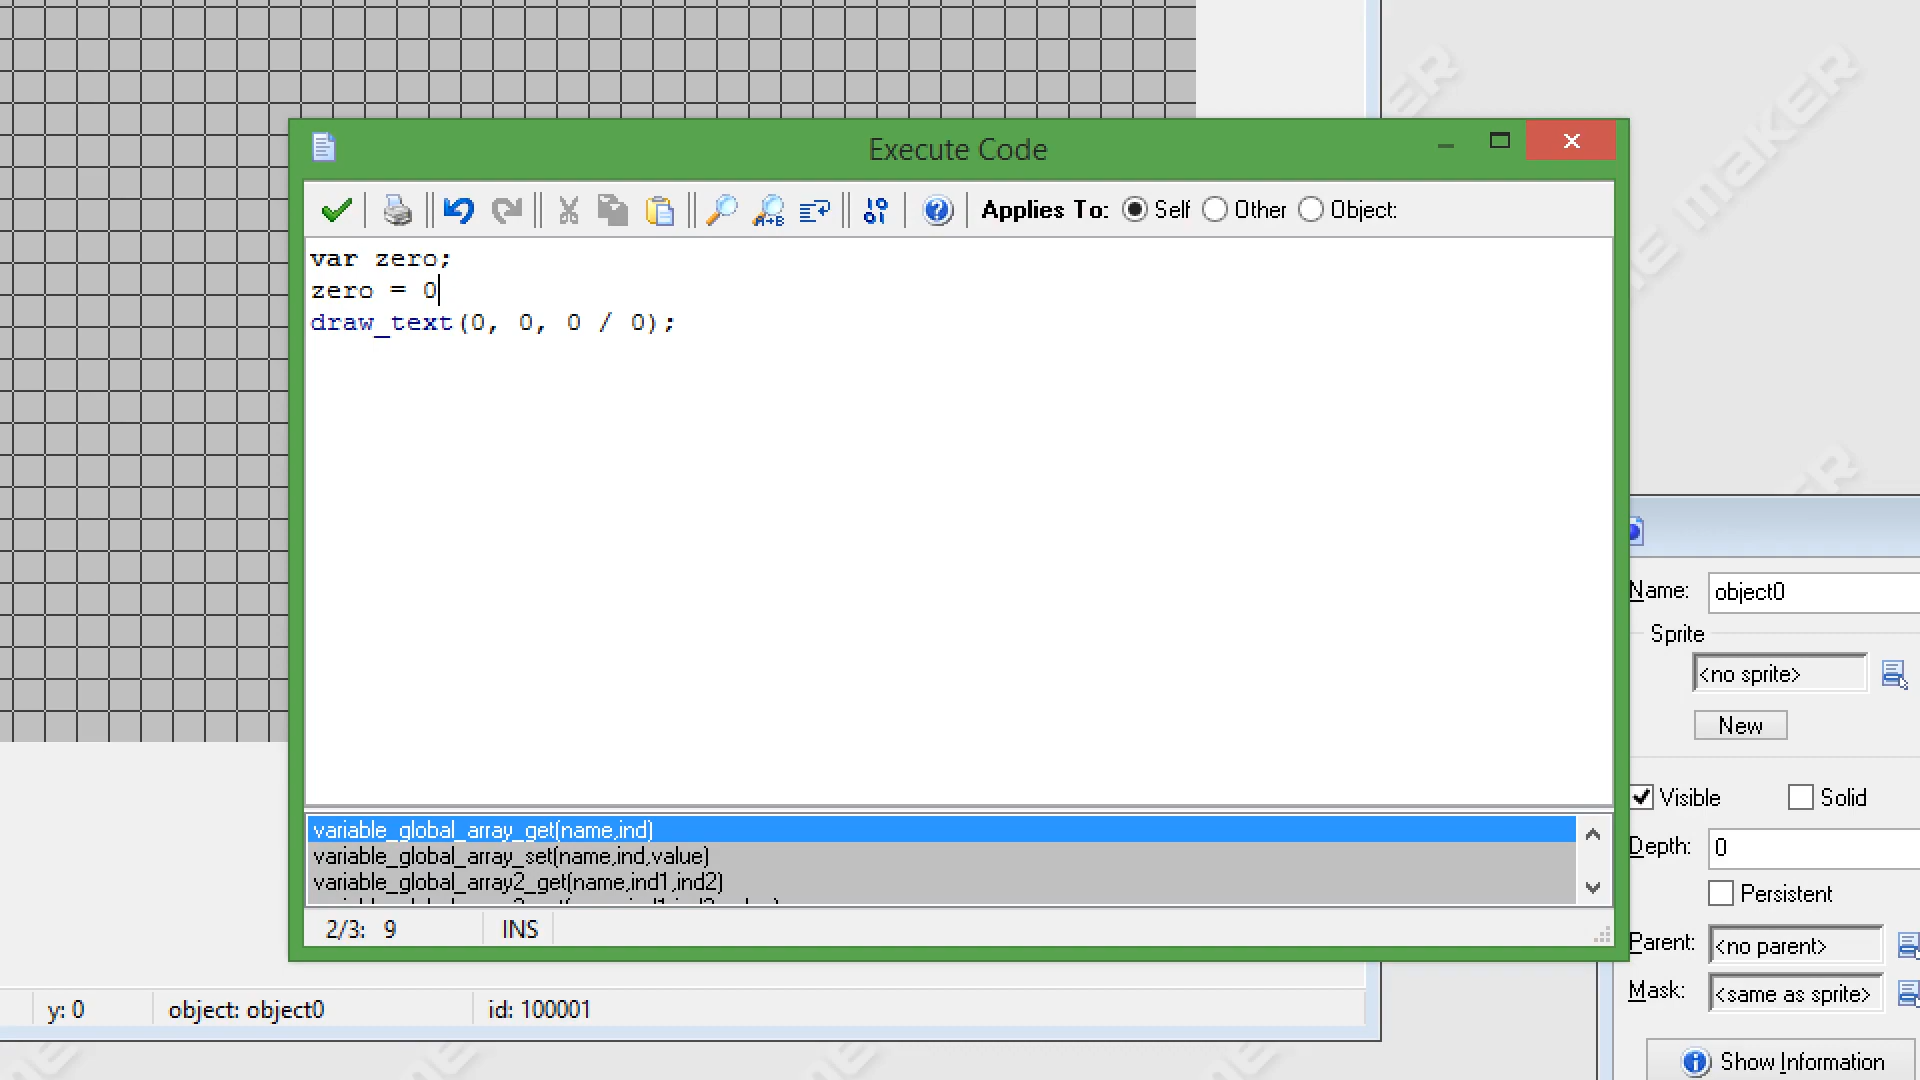 Execute Code
Applies To: Self Other Object:
var zero;
zero = 0
draw_text(0, 0, 0 / 0);
variable_global_array_get(name,ind)
variable_global_array_set(name,ind,value)
variable_global_array2_get(name,ind1,ind2)
2/3: 9 INS
y: 0 object: object0 id: 100001
Name: object0
Sprite
<no sprite>
New
Visible Solid
Depth: 0
Persistent
Parent: <no parent>
Mask: <same as sprite>
Show Information
MAKER